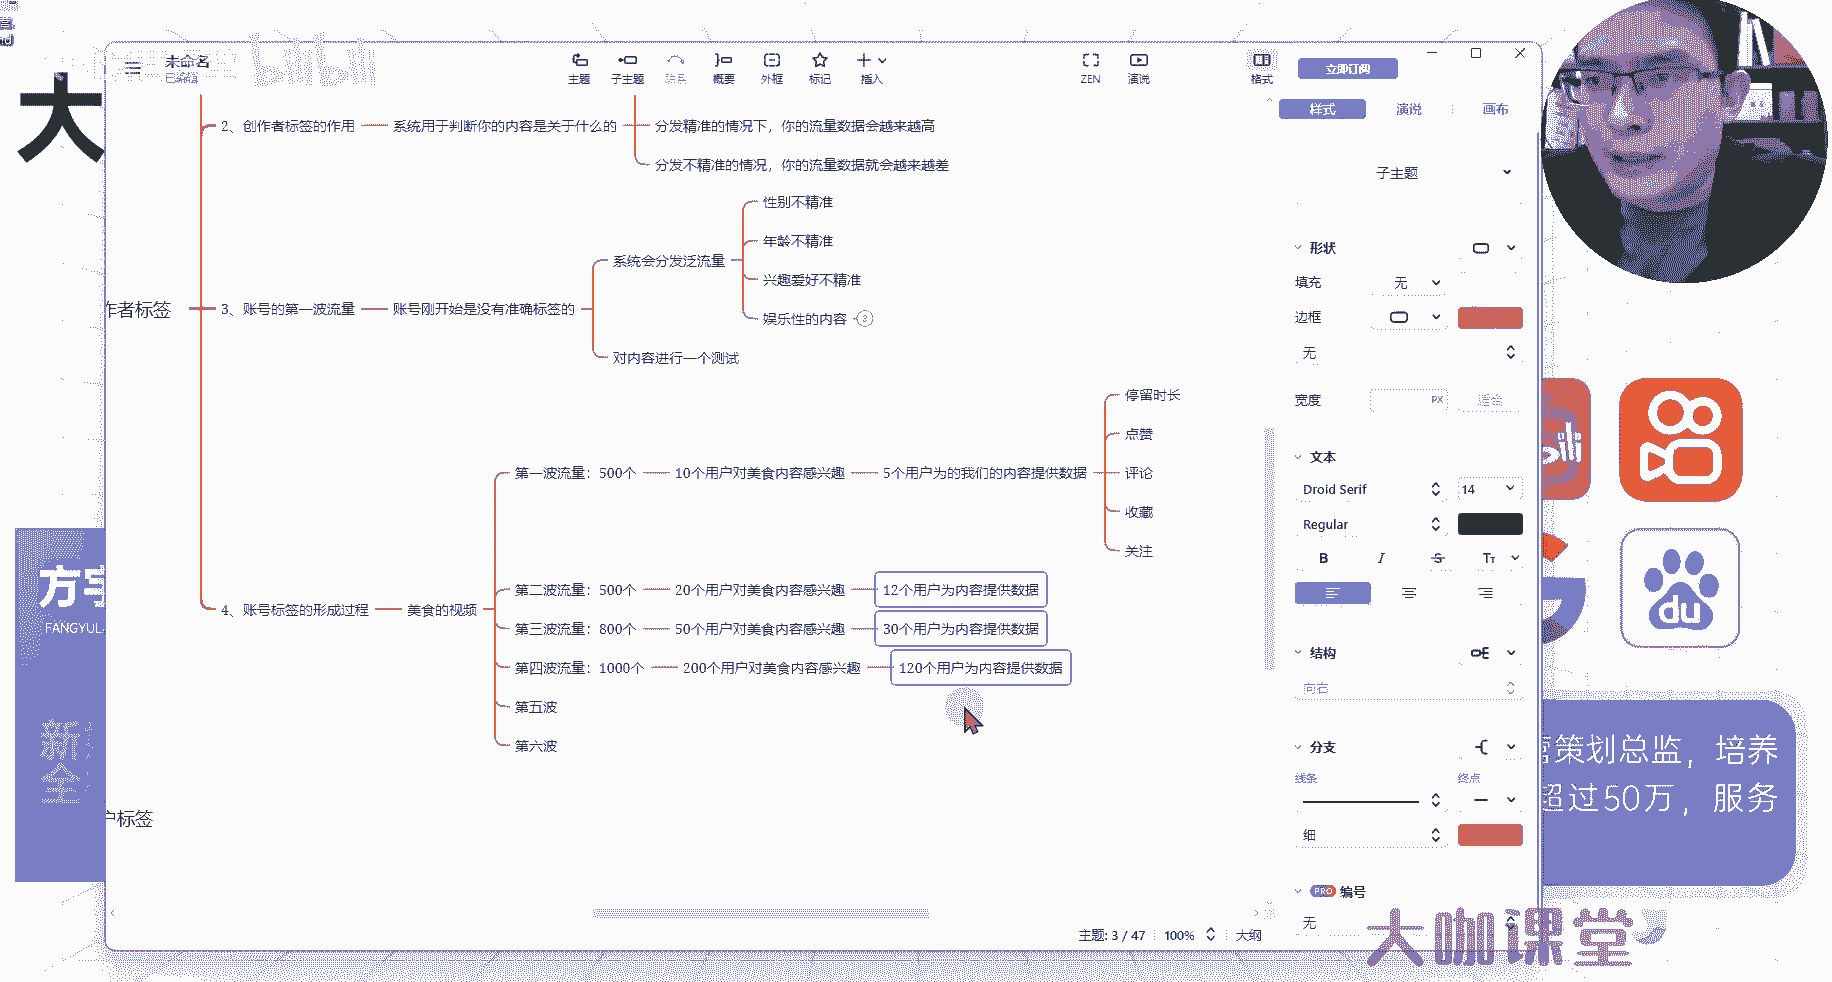 大
未命名
bilibili
主题
子主题
联系
概要
外框
标记
插入
ZEN
演说
格式
立即订阅
样式
演说
画布
2、创作者标签的作用
系统用于判断你的内容是关于什么的
分发精准的情况下，你的流量数据会越来越高
分发不精准的情况，你的流量数据就会越来越差
作者标签
3、账号的第一波流量
账号刚开始是没有准确标签的
系统会分发泛流量
性别不精准
年龄不精准
兴趣爱好不精准
娱乐性的内容
对内容进行一个测试
4、账号标签的形成过程
美食的视频
第一波流量：500个
10个用户对美食内容感兴趣
5个用户为的我们的内容提供数据
停留时长
点赞
评论
收藏
关注
第二波流量：500个
20个用户对美食内容感兴趣
12个用户为内容提供数据
第三波流量：800个
50个用户对美食内容感兴趣
30个用户为内容提供数据
第四波流量：1000个
200个用户对美食内容感兴趣
120个用户为内容提供数据
第五波
第六波
户标签
子主题
形状
填充
无
边框
无
宽度
PX
文本
Droid Serif
14
Regular
B I S TT
结构
向右
分支
线条
终点
细
PRO 编号
无
主题: 3 / 47
100%
大纲
FANGYUL
新
全
du
策划总监，培养
超过50万，服务
大咖课堂